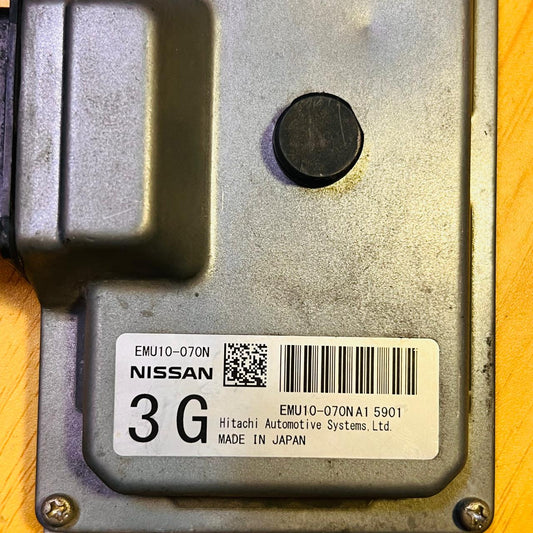 EMU10-070N
NISSAN
3G
EMU10-070NA1 5901
Hitachi Automotive Systems,Ltd.
MADE IN JAPAN